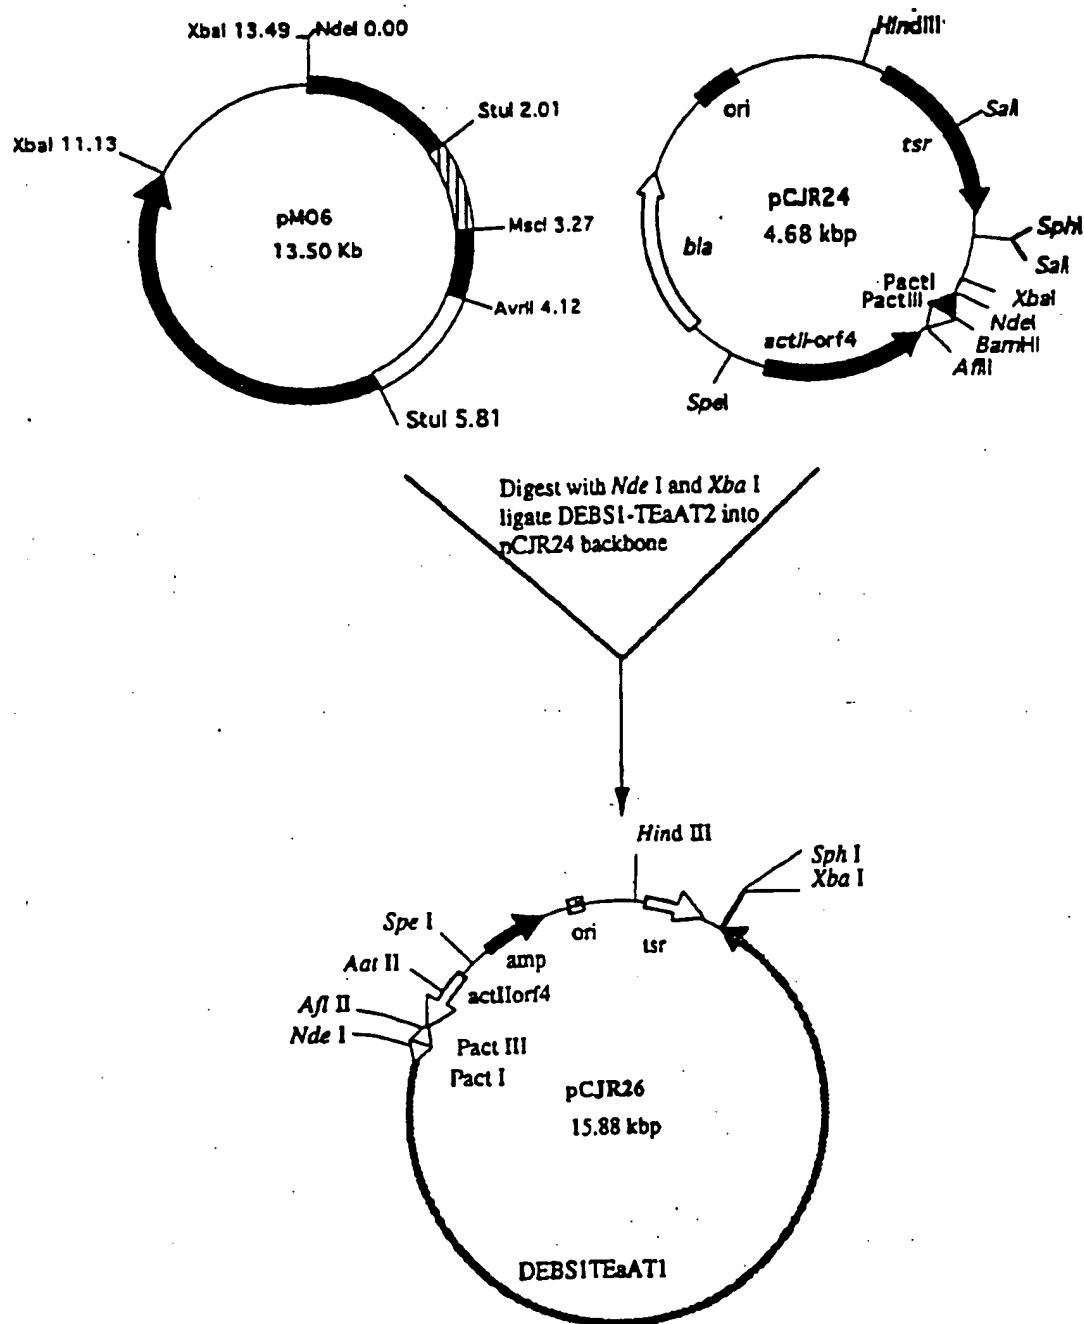 XbaI 13.49
NdeI 0.00
StuI 2.01
XbaI 11.13
pMO6
13.50 Kb
MscI 3.27
AvrII 4.12
StuI 5.81
HindIII
ori
SalI
tsr
pCJR24
4.68 kbp
bla
SphI
SalI
PactI
PactIII
XbaI
NdeI
BamHI
AflII
actII-orf4
SpeI
Digest with Nde I and Xba I
ligate DEBS1-TEaAT2 into
pCJR24 backbone
Hind III
Sph I
Xba I
Spe I
ori
tsr
amp
Aat II
actIIorf4
Afl II
Nde I
Pact III
Pact I
pCJR26
15.88 kbp
DEBS1TEaAT1